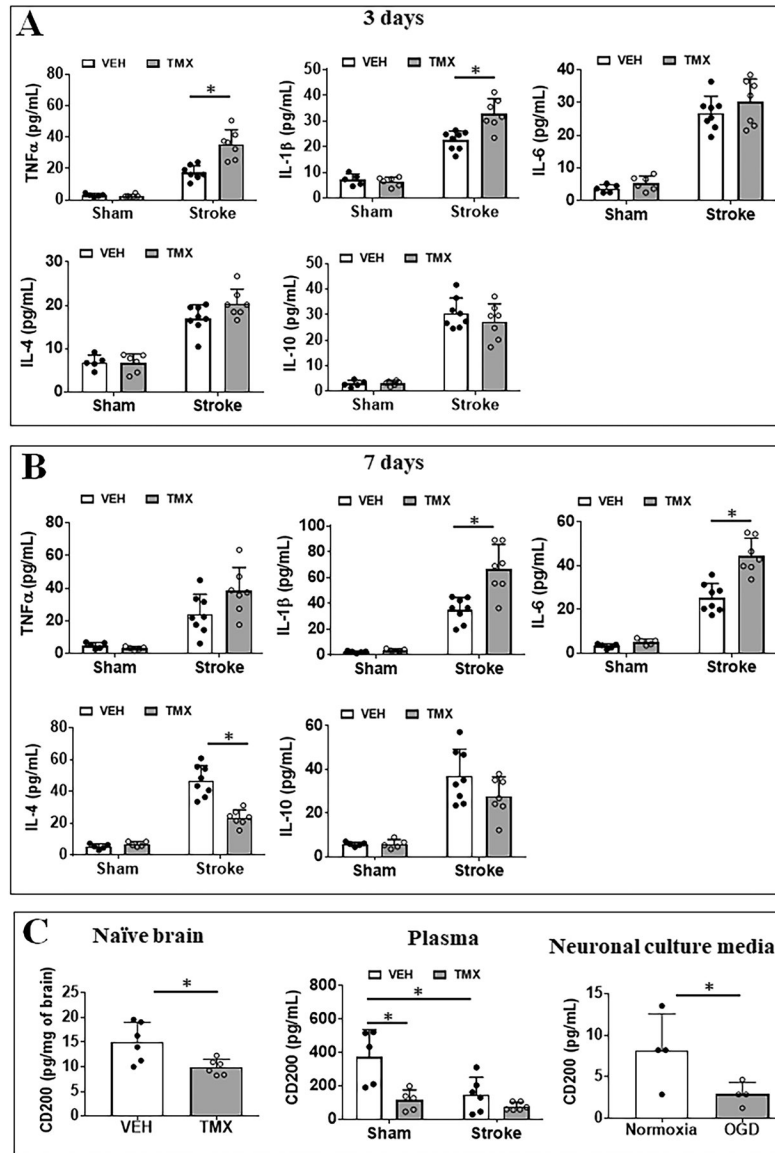 A
3 days
VEH TMX
TNFα (pg/mL)
80
60
40
20
0
*
Sham Stroke
VEH TMX
IL-1β (pg/mL)
50
40
30
20
10
0
*
Sham Stroke
VEH TMX
IL-6 (pg/mL)
40
30
20
10
0
Sham Stroke
VEH TMX
IL-4 (pg/mL)
30
20
10
0
Sham Stroke
VEH TMX
IL-10 (pg/mL)
50
40
30
20
10
0
Sham Stroke
B
7 days
VEH TMX
TNFα (pg/mL)
80
60
40
20
0
Sham Stroke
VEH TMX
IL-1β (pg/mL)
100
80
60
40
20
0
*
Sham Stroke
VEH TMX
IL-6 (pg/mL)
60
40
20
0
*
Sham Stroke
VEH TMX
IL-4 (pg/mL)
80
60
40
20
0
*
Sham Stroke
VEH TMX
IL-10 (pg/mL)
60
40
20
0
Sham Stroke
C
Naïve brain
CD200 (pg/mg of brain)
25
20
15
10
5
0
*
VEH TMX
Plasma
VEH TMX
CD200 (pg/mL)
800
600
400
200
0
*
*
Sham Stroke
Neuronal culture media
CD200 (pg/mL)
15
10
5
0
*
Normoxia OGD